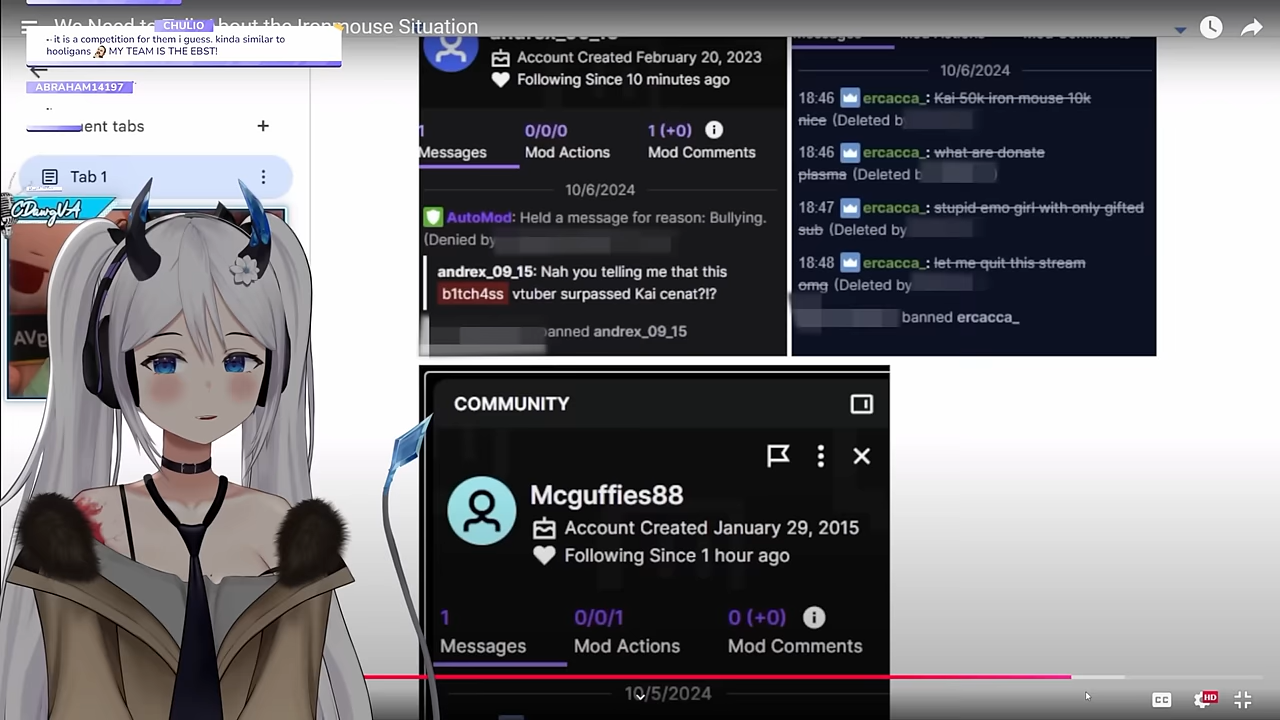 We Need to Talk About the Ironmouse Situation
CHULIO
it is a competition for them i guess. kinda similar to
hooligans MY TEAM IS THE EBST!
ABRAHAM14197
ent tabs
Tab 1
CDawgVA
Account Created February 20, 2023
Following Since 10 minutes ago
1
0/0/0
1 (+0)
Messages
Mod Actions
Mod Comments
10/6/2024
AutoMod: Held a message for reason: Bullying.
(Denied by
andrex_09_15: Nah you telling me that this
b1tch4ss vtuber surpassed Kai cenat?!?
banned andrex_09_15
10/6/2024
18:46 ercacca_: Kai 50k iron mouse 10k
nice (Deleted by
18:46 ercacca_: what are donate
plasma (Deleted b
18:47 ercacca_: stupid emo girl with only gifted
sub (Deleted by
18:48 ercacca_: let me quit this stream
omg (Deleted by
banned ercacca_
COMMUNITY
Mcguffies88
Account Created January 29, 2015
Following Since 1 hour ago
1
0/0/1
0 (+0)
Messages
Mod Actions
Mod Comments
10/5/2024
CC
HD